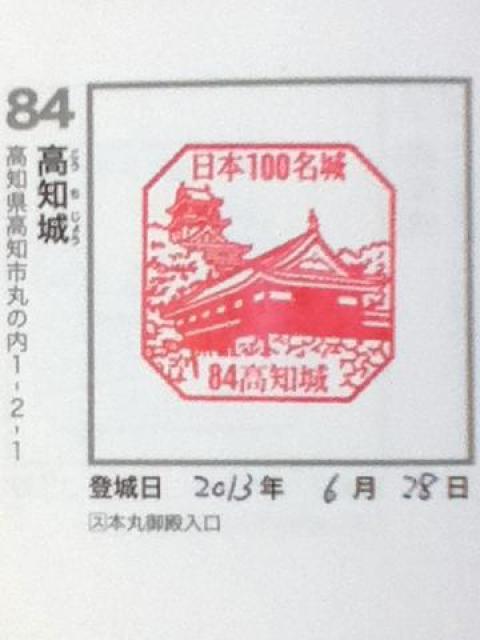 84
高知城
こうちじょう
高知県高知市丸の内1-2-1
日本100名城
84高知城
登城日 2013年 6月 28日
ス本丸御殿入口